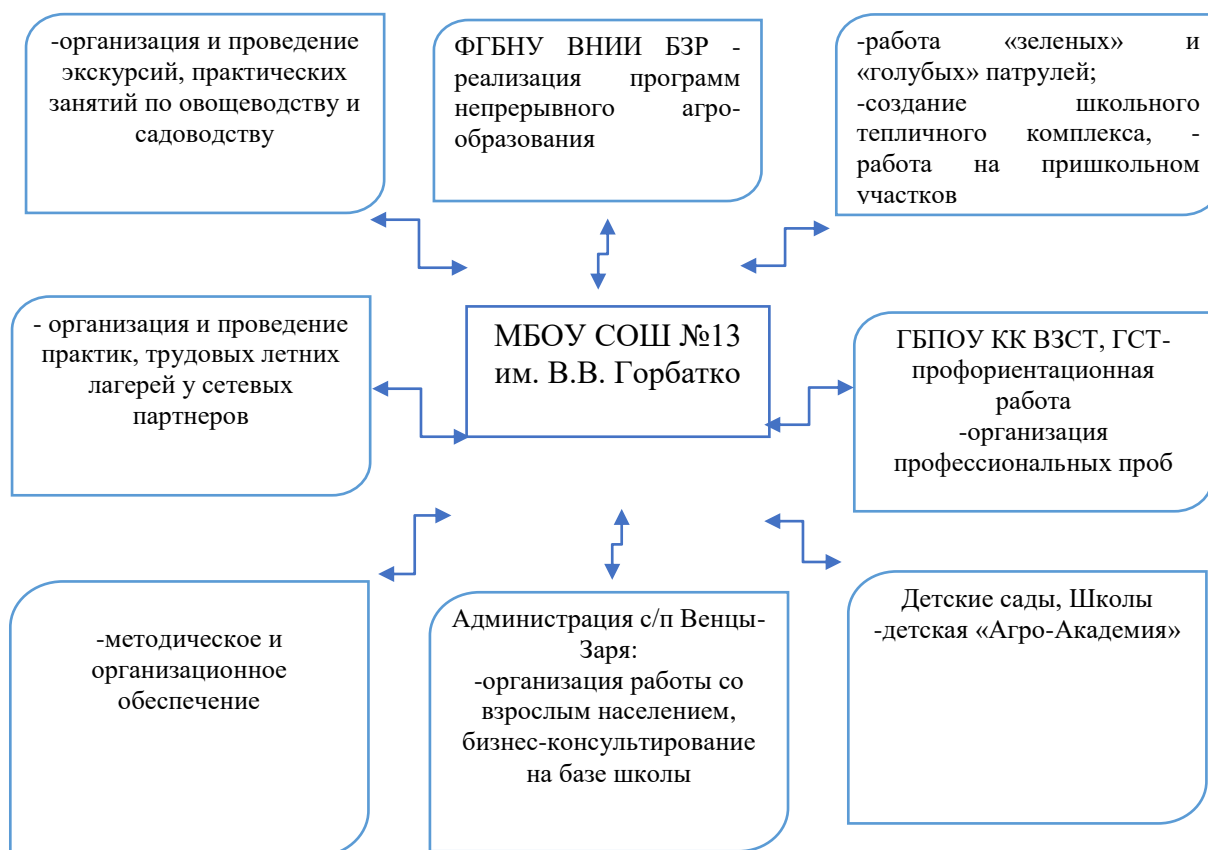 -организация и проведение
экскурсий, практических
занятий по овощеводству и
садоводству
ФГБНУ ВНИИ БЗР -
реализация программ
непрерывного агро-
образования
-работа «зеленых» и
«голубых» патрулей;
-создание школьного
тепличного комплекса, -
работа на пришкольном
участков
- организация и проведение
практик, трудовых летних
лагерей у сетевых
партнеров
МБОУ СОШ №13
им. В.В. Горбатко
ГБПОУ КК ВЗСТ, ГСТ-
профориентационная
работа
-организация
профессиональных проб
-методическое и
организационное
обеспечение
Администрация с/п Венцы-
Заря:
-организация работы со
взрослым населением,
бизнес-консультирование
на базе школы
Детские сады, Школы
-детская «Агро-Академия»